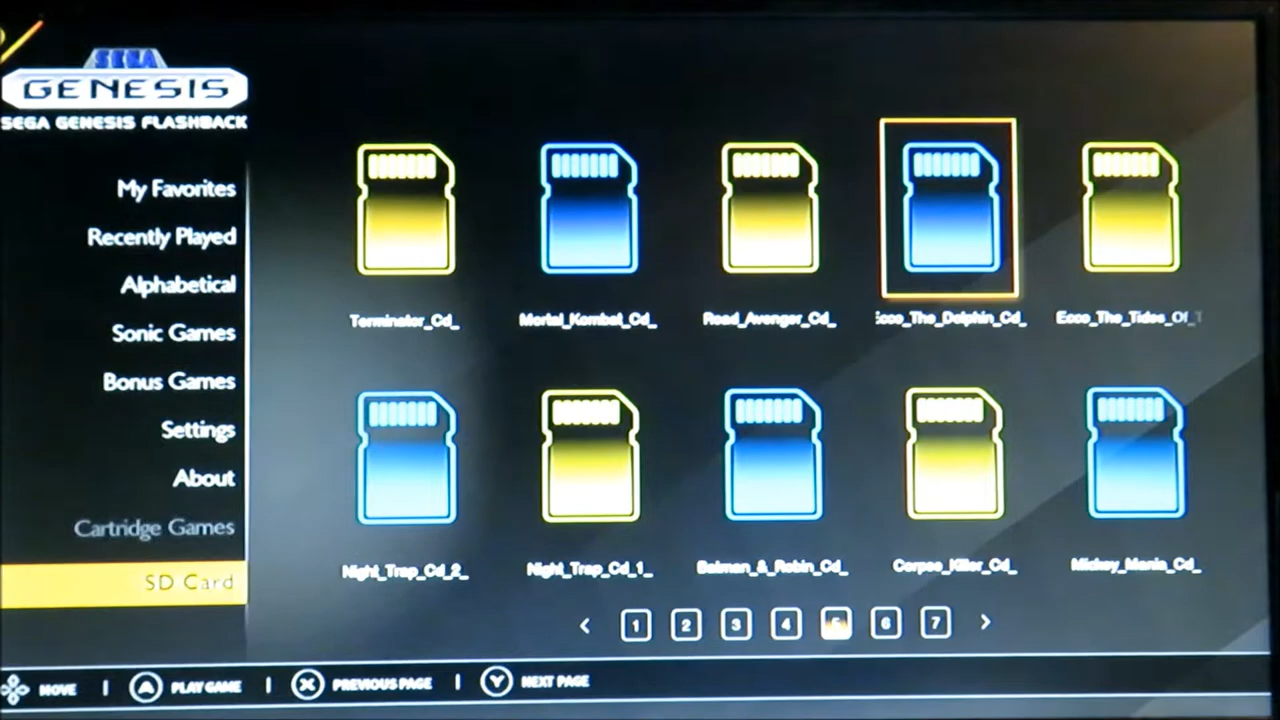 SEGA
GENESIS
SEGA GENESIS FLASHBACK
My Favorites
Recently Played
Alphabetical
Sonic Games
Bonus Games
Settings
About
Cartridge Games
SD Card
Terminator_Cd_
Mortal_Kombat_Cd_
Road_Avenger_Cd_
Ecco_The_Dolphin_Cd_
Ecco_The_Tides_Of_T
Night_Trap_Cd_2_
Night_Trap_Cd_1_
Batman_&_Robin_Cd_
Corpse_Killer_Cd_
Mickey_Mania_Cd_
< 1 2 3 4 5 6 7 >
MOVE | A PLAY GAME | X PREVIOUS PAGE | Y NEXT PAGE